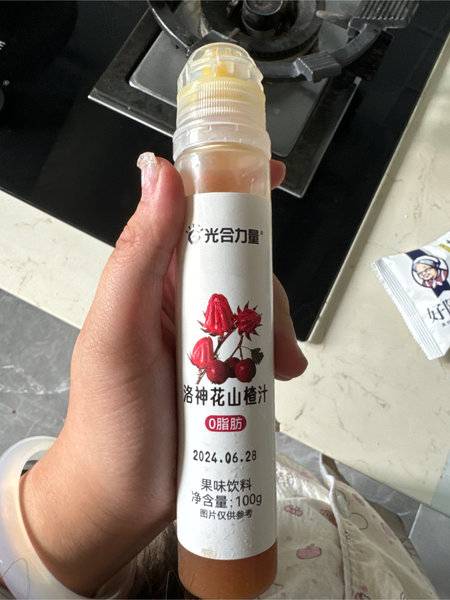 光合力量
洛神花山楂汁
0脂肪
2024.06.28
果味饮料
净含量:100g
图片仅供参考